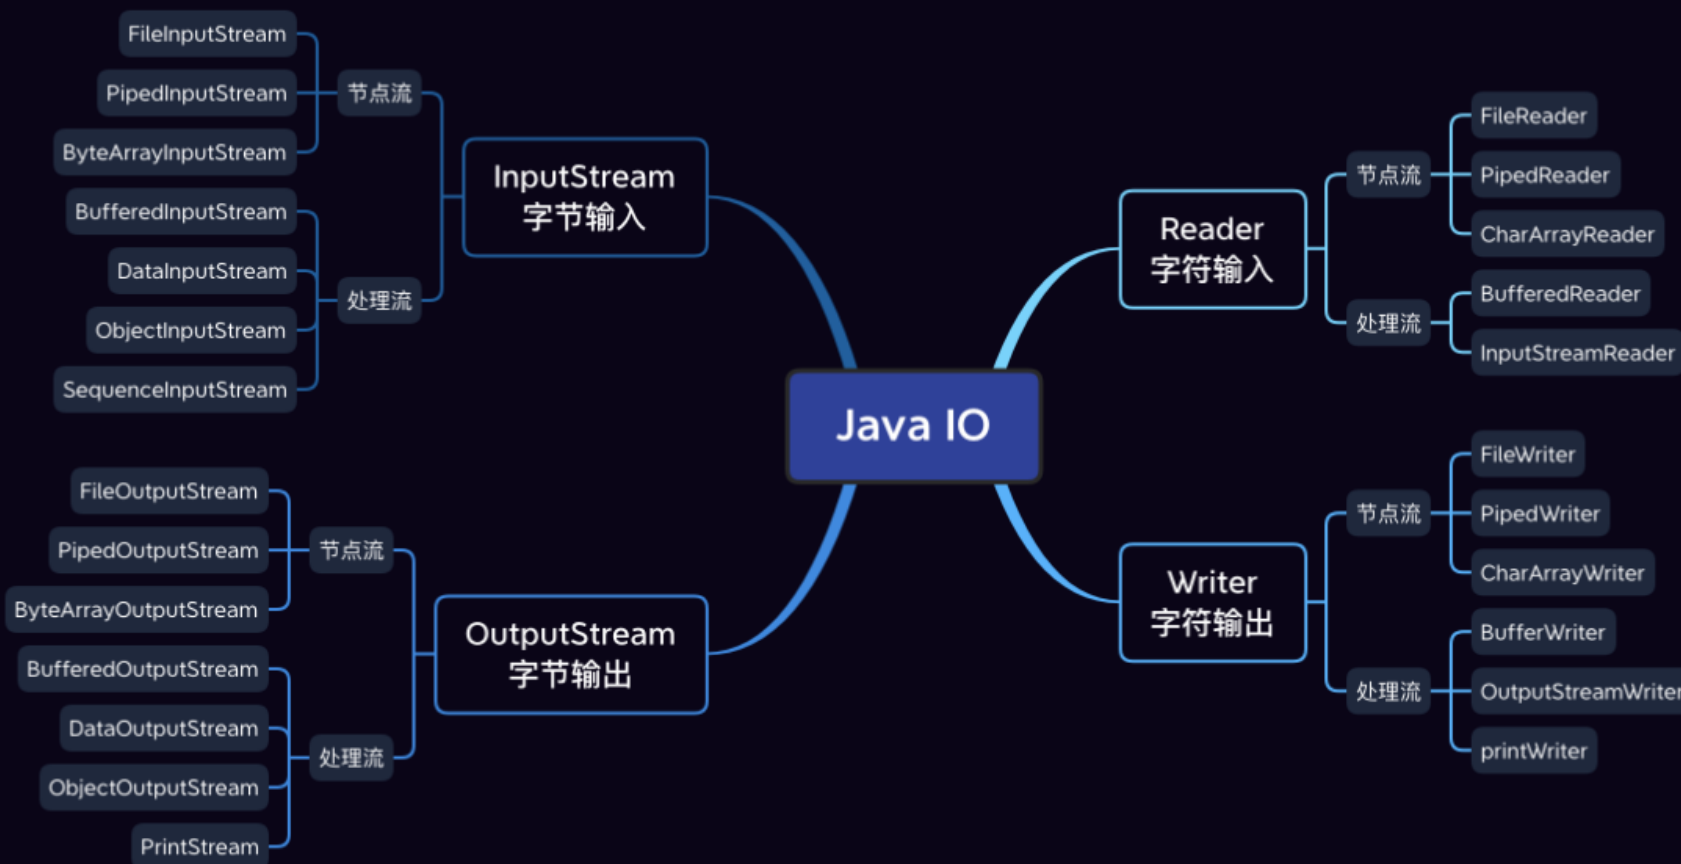 FileInputStream
PipedInputStream
ByteArrayInputStream
节点流
BufferedInputStream
DataInputStream
ObjectInputStream
SequenceInputStream
处理流
InputStream
字节输入
FileOutputStream
PipedOutputStream
ByteArrayOutputStream
节点流
BufferedOutputStream
DataOutputStream
ObjectOutputStream
PrintStream
处理流
OutputStream
字节输出
Java IO
Reader
字符输入
节点流
FileReader
PipedReader
CharArrayReader
处理流
BufferedReader
InputStreamReader
Writer
字符输出
节点流
FileWriter
PipedWriter
CharArrayWriter
处理流
BufferWriter
OutputStreamWriter
printWriter